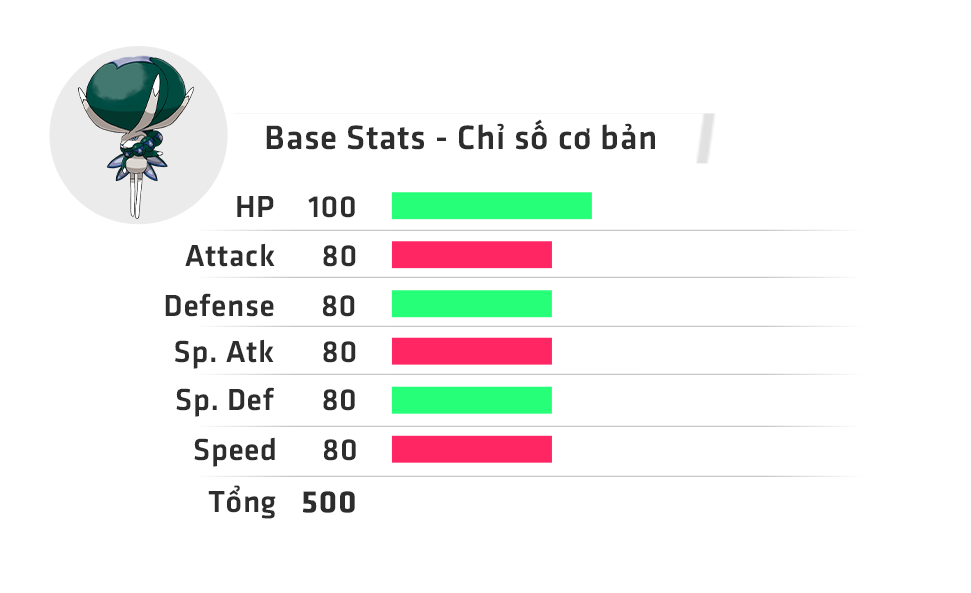 Base Stats - Chỉ số cơ bản
HP 100
Attack 80
Defense 80
Sp. Atk 80
Sp. Def 80
Speed 80
Tổng 500